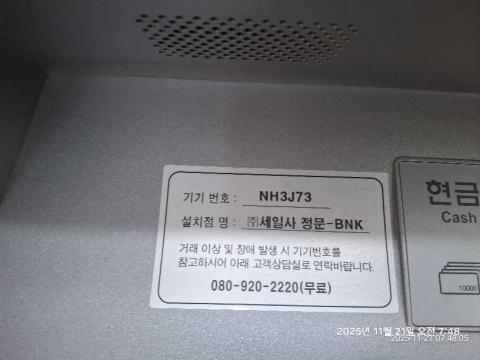 기기 번호 : NH3J73
설치점 명 : ㈜세일사 정문-BNK
거래 이상 및 장애 발생 시 기기번호를
참고하시어 아래 고객상담실로 연락바랍니다.
080-920-2220(무료)
현금
Cash
10000
2025년 11월 21일 오전 7:48
2025-11-21 07:48:05